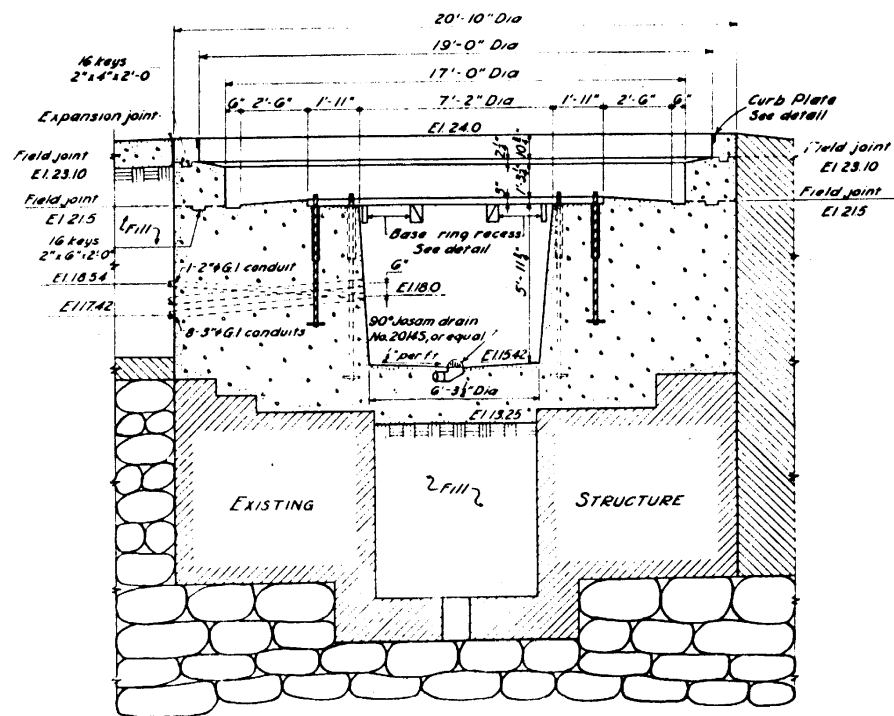 20'-10" Dia
19'-0" Dia
17'-0" Dia
16 keys
2"x4"x2'-0
6" 2'-6" 1'-11" 7'-2" Dia 1'-11" 2'-6" 6"
Expansion joint
Curb Plate
See detail
El.24.0
Field joint
El.23.10
Field joint
El.23.10
Field joint
El.21.5
Field joint
El.21.5
Fill
16 keys
2"x6"x2'-0"
Base ring recess
See detail
El.18.54
1-2"ϕG.I conduit
6"
El.18.0
El.17.42
8-3"ϕG.I conduits
90° Josam drain
No.2014S, or equal
per ft
El.15.42
6'-3½" Dia
El.13.25
EXISTING
Fill
STRUCTURE